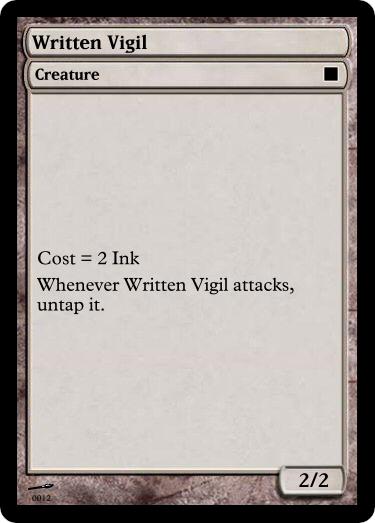 Written Vigil
Creature
Cost = 2 Ink
Whenever Written Vigil attacks,
untap it.
2/2
0012